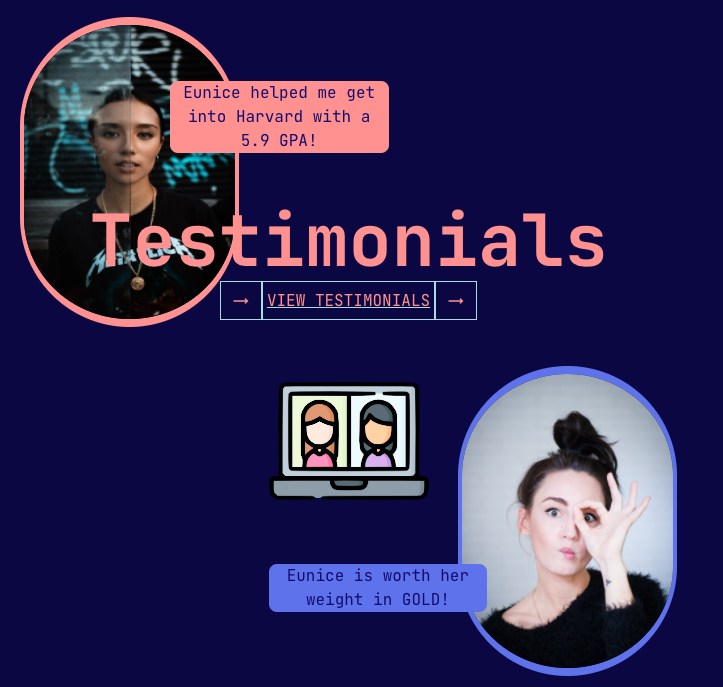 Eunice helped me get
into Harvard with a
5.9 GPA!
METALLICA
Testimonials
→ VIEW TESTIMONIALS →
Eunice is worth her
weight in GOLD!